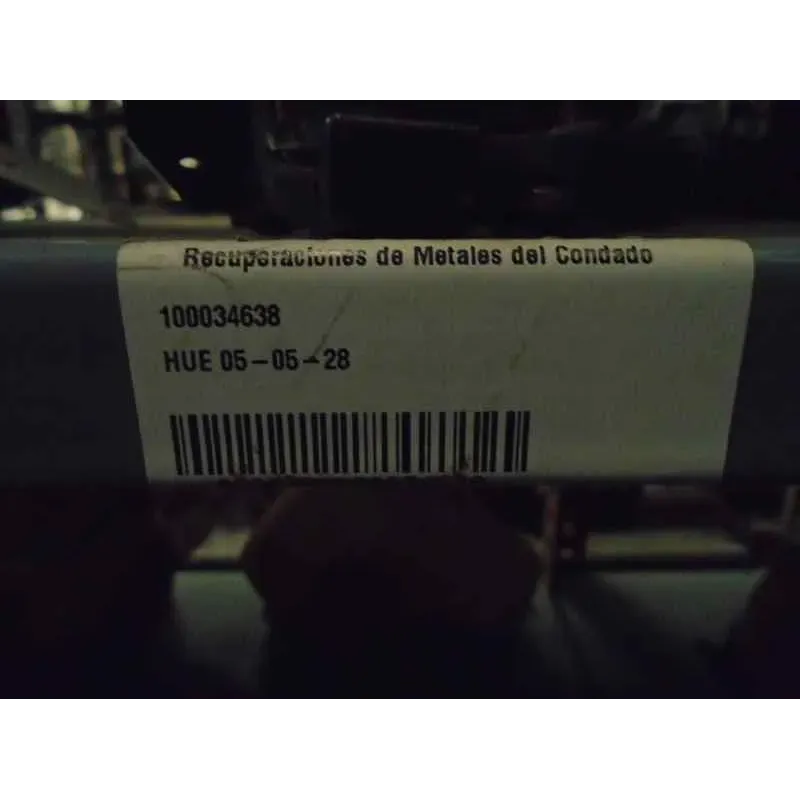 Recuperaciones de Metales del Condado
100034638
HUE 05-05-28